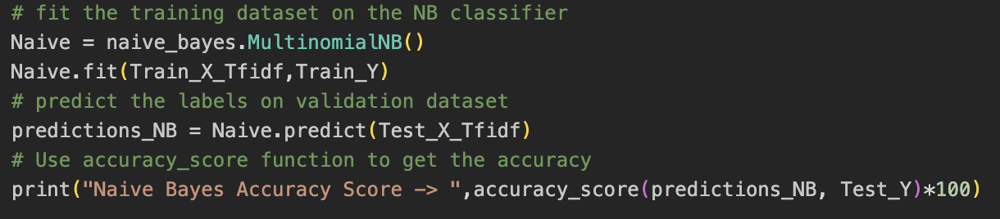 # fit the training dataset on the NB classifier
Naive = naive_bayes.MultinomialNB()
Naive.fit(Train_X_Tfidf,Train_Y)
# predict the labels on validation dataset
predictions_NB = Naive.predict(Test_X_Tfidf)
# Use accuracy_score function to get the accuracy
print("Naive Bayes Accuracy Score -> ",accuracy_score(predictions_NB, Test_Y)*100)